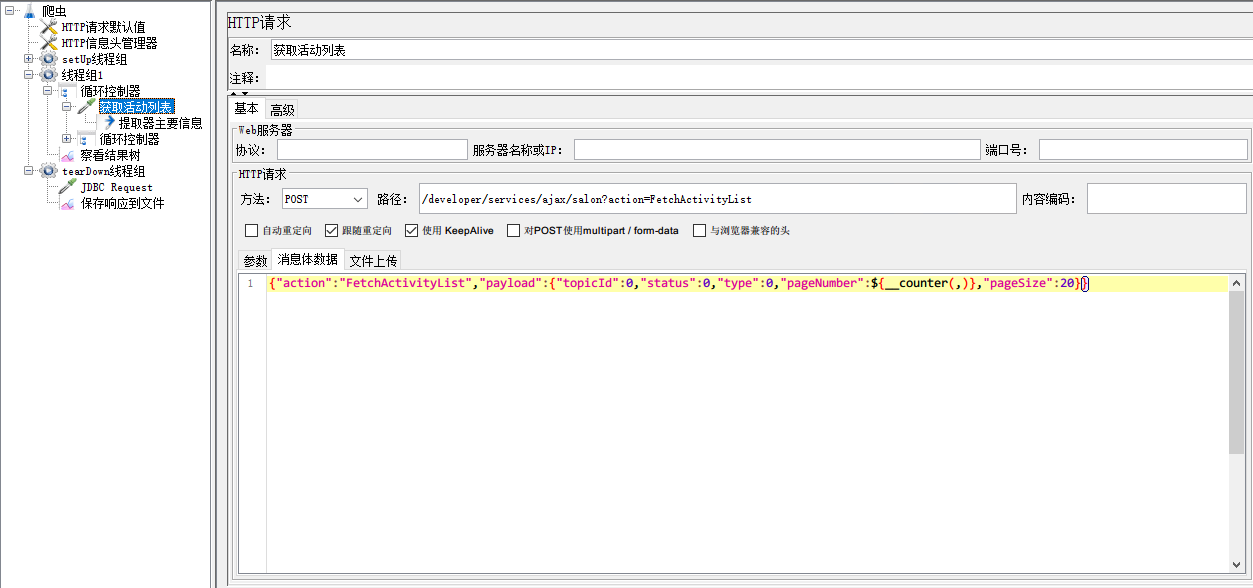 爬虫
HTTP请求默认值
HTTP信息头管理器
setUp线程组
线程组1
循环控制器
获取活动列表
提取器主要信息
循环控制器
察看结果树
tearDown线程组
JDBC Request
保存响应到文件
HTTP请求
名称： 获取活动列表
注释：
基本 高级
Web服务器
协议： 服务器名称或IP： 端口号：
HTTP请求
方法： POST 路径： /developer/services/ajax/salon?action=FetchActivityList 内容编码：
自动重定向 跟随重定向 使用 KeepAlive 对POST使用multipart / form-data 与浏览器兼容的头
参数 消息体数据 文件上传
1 {"action":"FetchActivityList","payload":{"topicId":0,"status":0,"type":0,"pageNumber":${__counter(,)},"pageSize":20}}